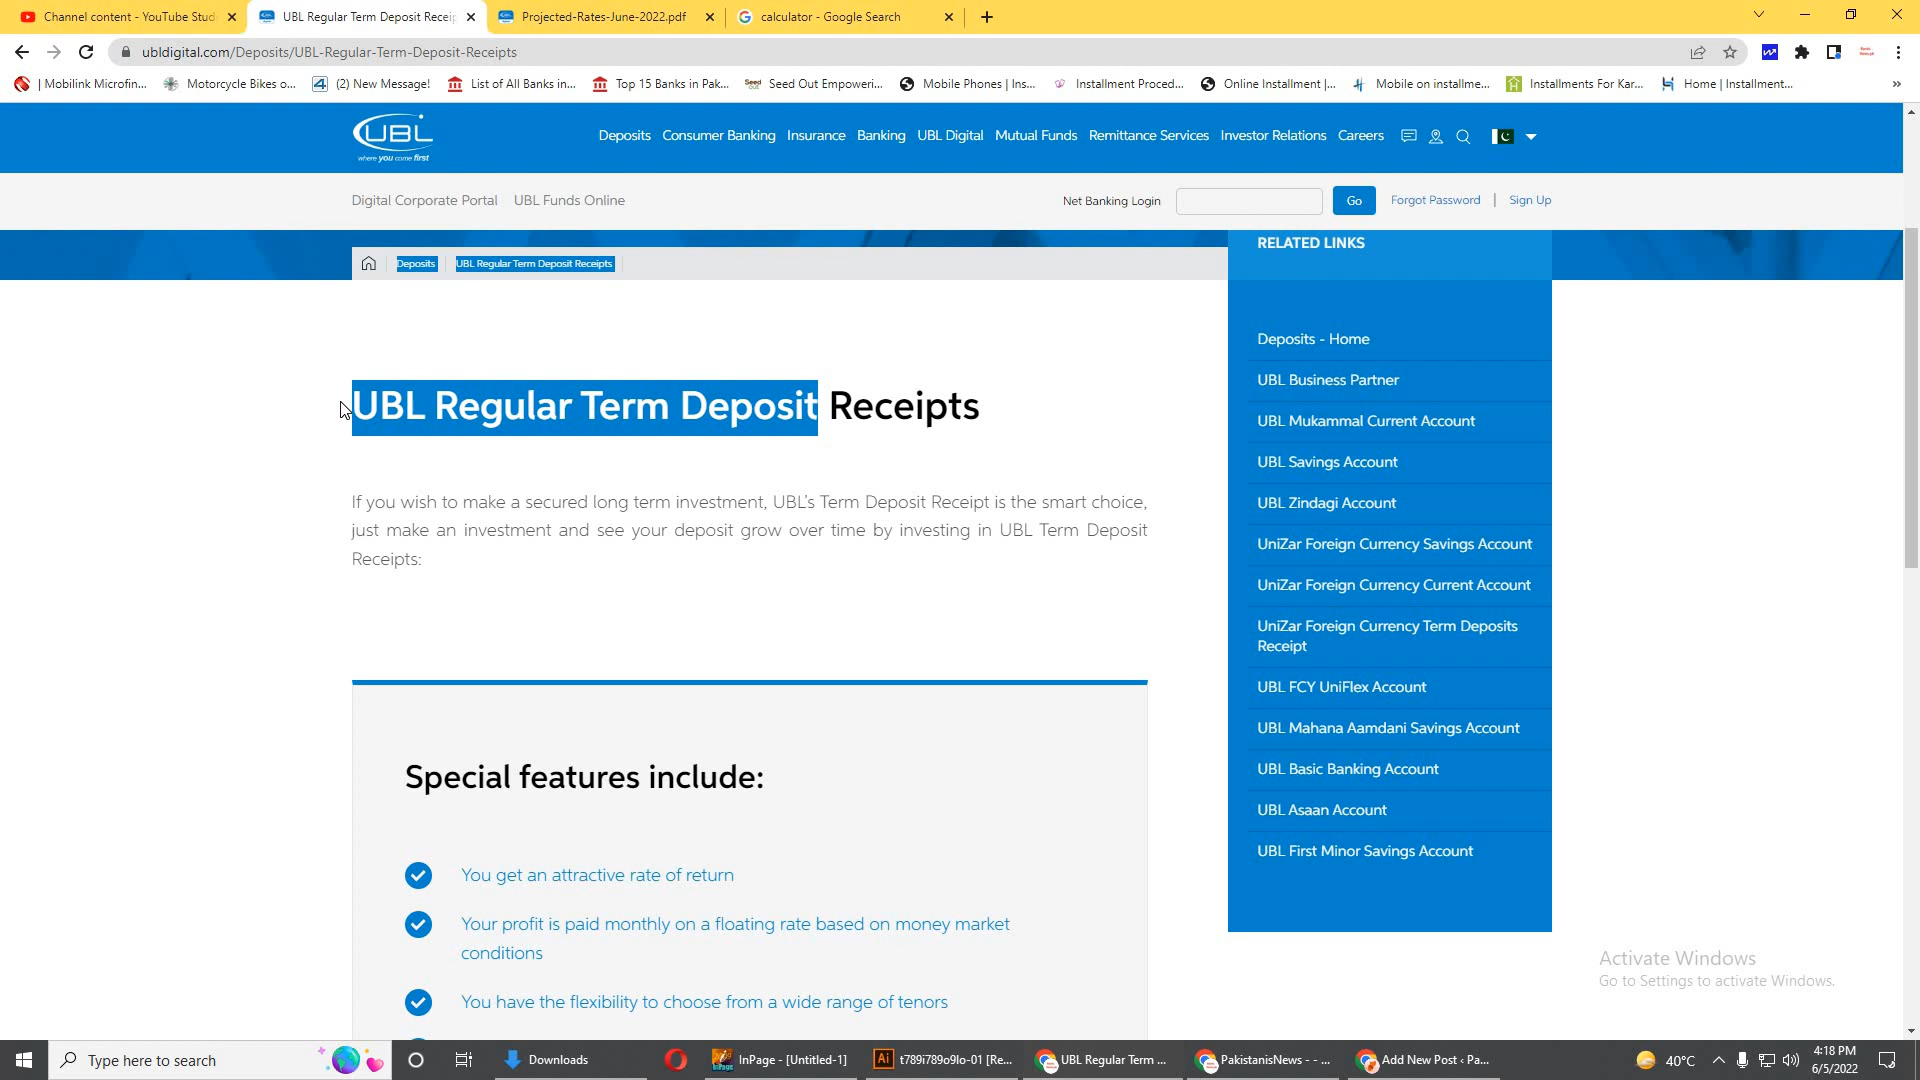 Channel content - YouTube Stud
UBL Regular Term Deposit Receip
Projected-Rates-June-2022.pdf
calculator - Google Search
ubldigital.com/Deposits/UBL-Regular-Term-Deposit-Receipts
| Mobilink Microfin...
Motorcycle Bikes o...
(2) New Message!
List of All Banks in...
Top 15 Banks in Pak...
Seed Out Empoweri...
Mobile Phones | Ins...
Installment Proced...
Online Installment |...
Mobile on installme...
Installments For Kar...
Home | Installment...
UBL
where you come first
Deposits
Consumer Banking
Insurance
Banking
UBL Digital
Mutual Funds
Remittance Services
Investor Relations
Careers
Digital Corporate Portal
UBL Funds Online
Net Banking Login
Go
Forgot Password
|
Sign Up
Deposits
UBL Regular Term Deposit Receipts
RELATED LINKS
Deposits - Home
UBL Business Partner
UBL Mukammal Current Account
UBL Savings Account
UBL Zindagi Account
UniZar Foreign Currency Savings Account
UniZar Foreign Currency Current Account
UniZar Foreign Currency Term Deposits
Receipt
UBL FCY UniFlex Account
UBL Mahana Aamdani Savings Account
UBL Basic Banking Account
UBL Asaan Account
UBL First Minor Savings Account
UBL Regular Term Deposit Receipts
If you wish to make a secured long term investment, UBL's Term Deposit Receipt is the smart choice,
just make an investment and see your deposit grow over time by investing in UBL Term Deposit
Receipts:
Special features include:
You get an attractive rate of return
Your profit is paid monthly on a floating rate based on money market
conditions
You have the flexibility to choose from a wide range of tenors
Activate Windows
Go to Settings to activate Windows.
Type here to search
Downloads
InPage - [Untitled-1]
t789i789o9lo-01 [Re...
UBL Regular Term ...
PakistanisNews - - ...
Add New Post ‹ Pa...
40°C
4:18 PM
6/5/2022